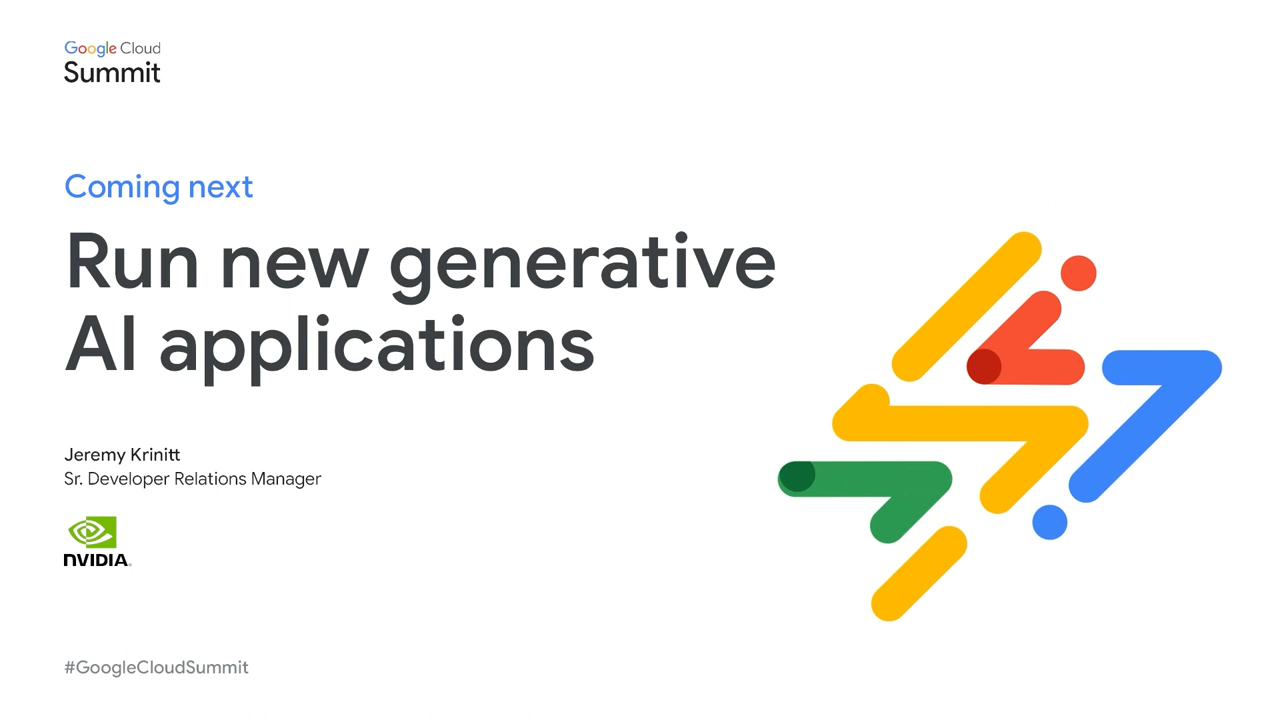 Google Cloud
Summit
Coming next
Run new generative
AI applications
Jeremy Krinitt
Sr. Developer Relations Manager
NVIDIA
#GoogleCloudSummit